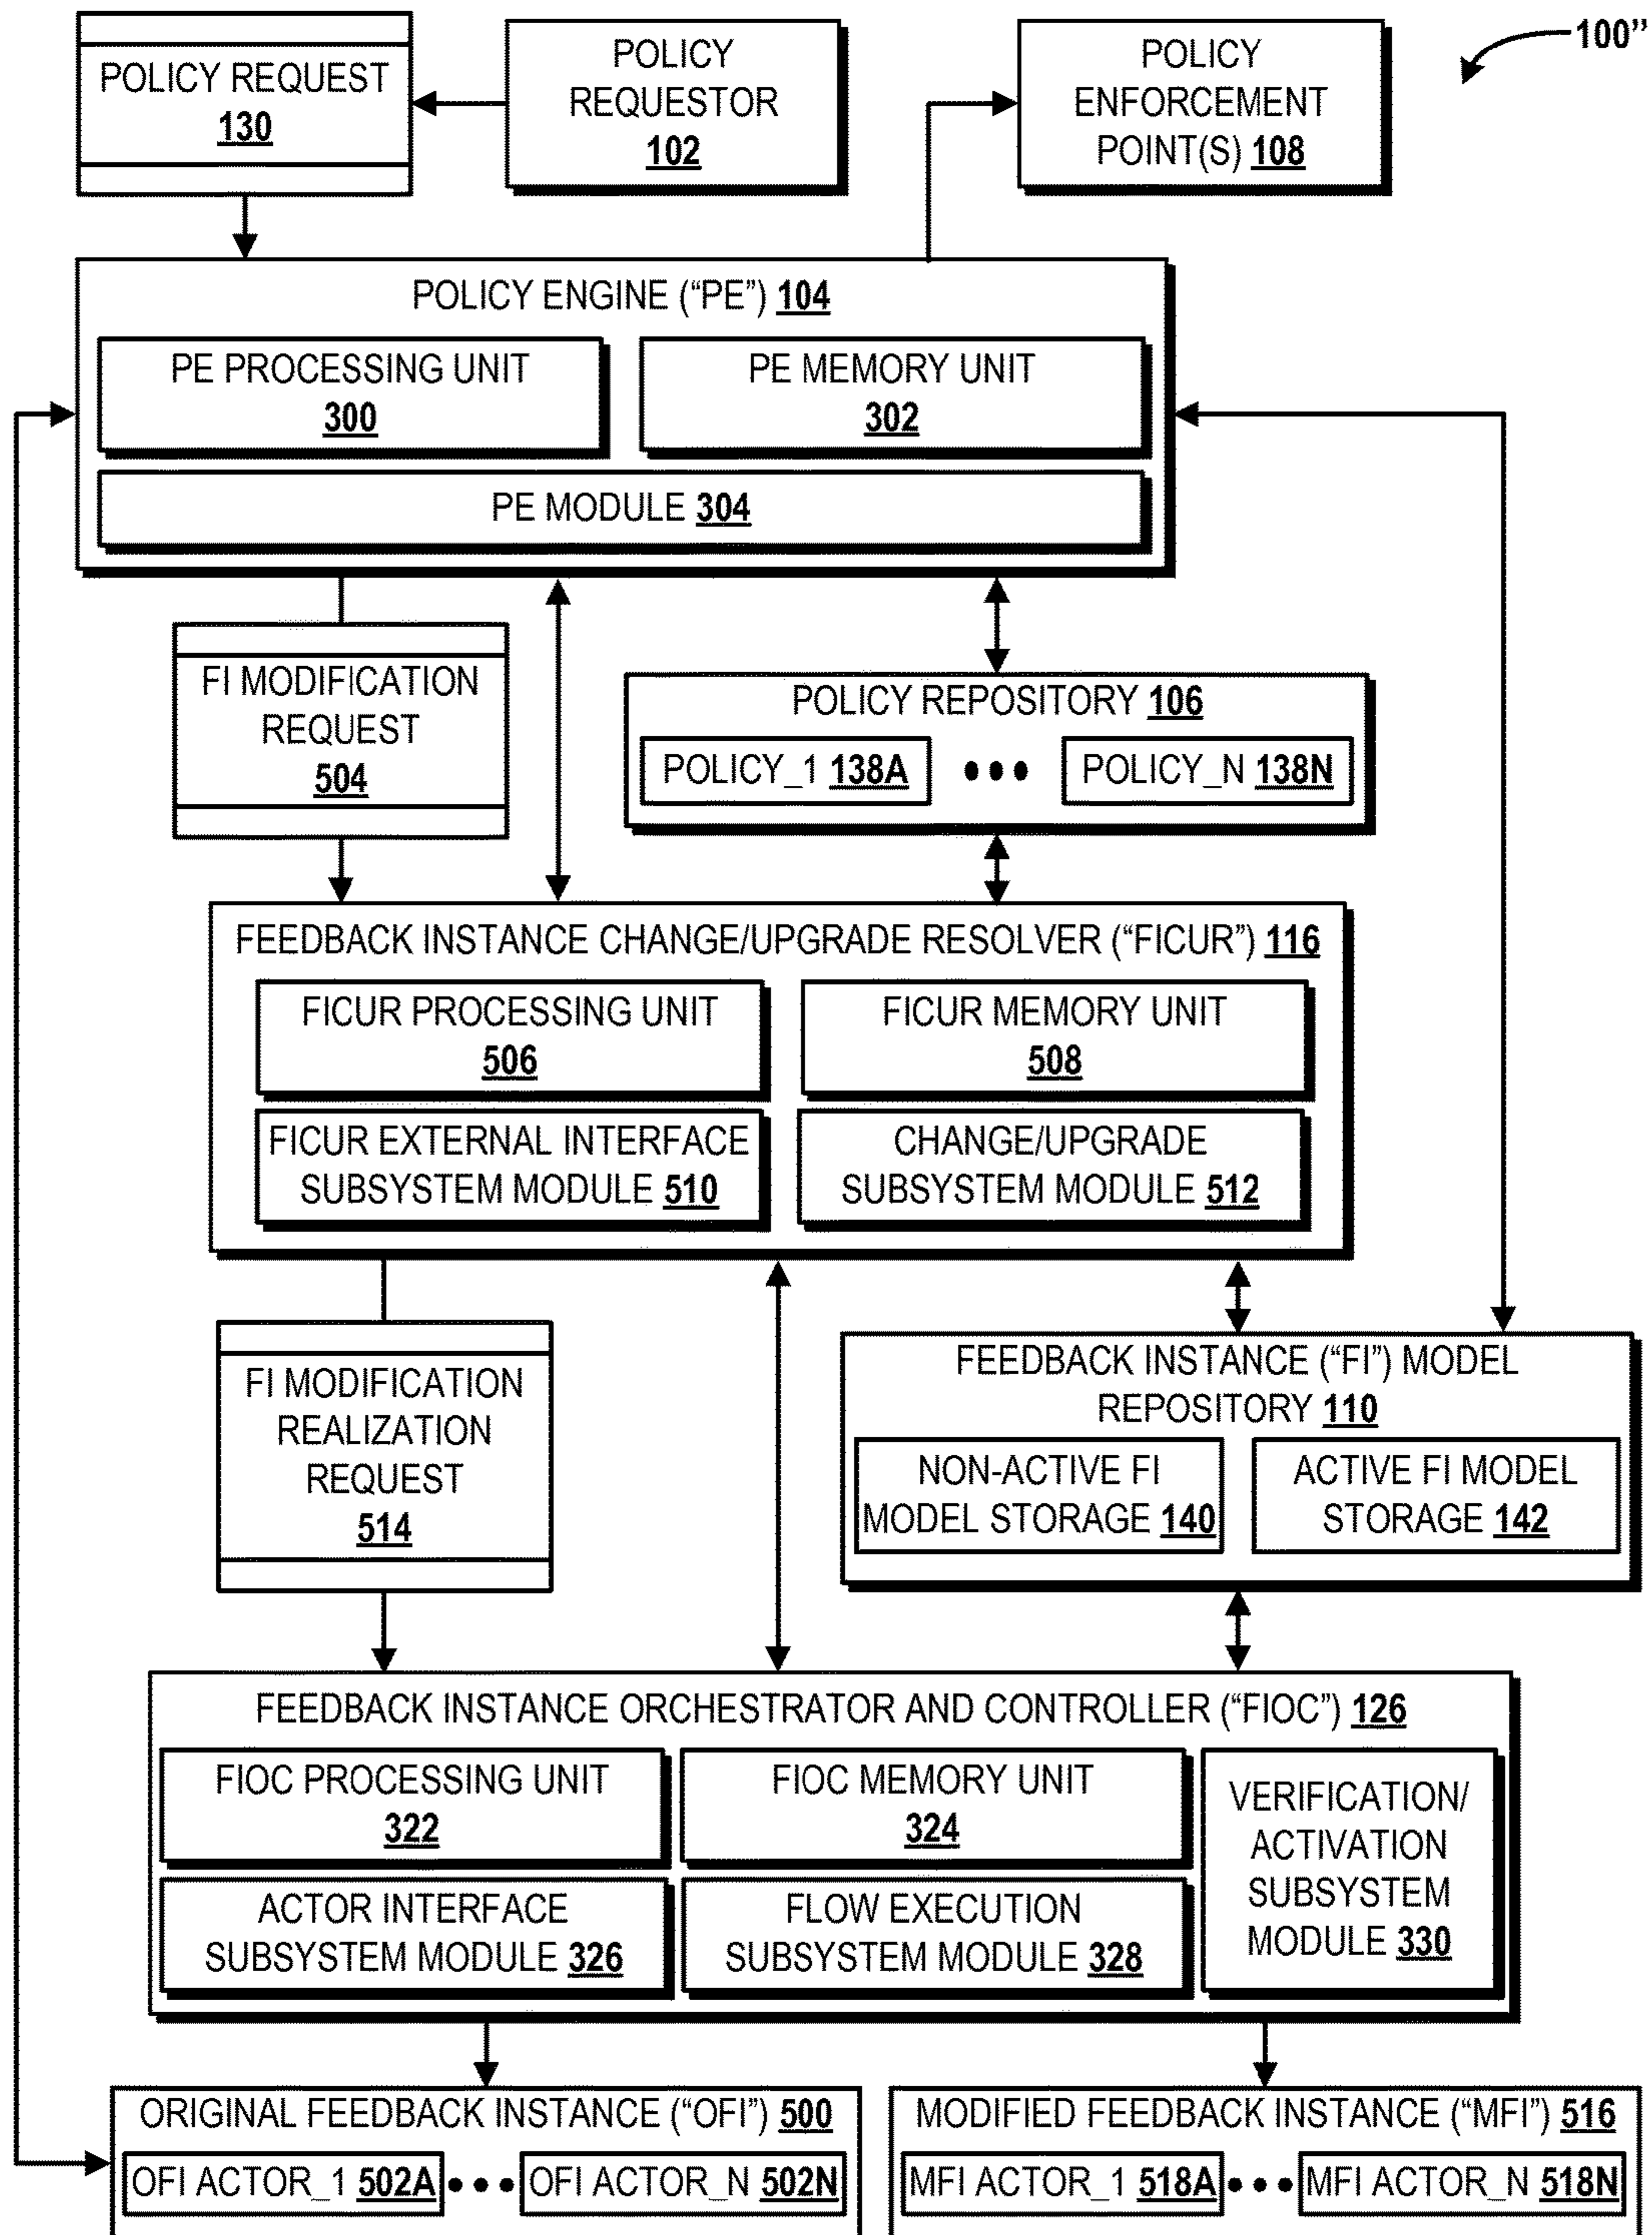 100”
POLICY REQUEST
130
POLICY
REQUESTOR
102
POLICY
ENFORCEMENT
POINT(S) 108
POLICY ENGINE (“PE”) 104
PE PROCESSING UNIT
300
PE MEMORY UNIT
302
PE MODULE 304
FI MODIFICATION
REQUEST
504
POLICY REPOSITORY 106
POLICY_1 138A
•••
POLICY_N 138N
FEEDBACK INSTANCE CHANGE/UPGRADE RESOLVER (“FICUR”) 116
FICUR PROCESSING UNIT
506
FICUR MEMORY UNIT
508
FICUR EXTERNAL INTERFACE
SUBSYSTEM MODULE 510
CHANGE/UPGRADE
SUBSYSTEM MODULE 512
FI MODIFICATION
REALIZATION
REQUEST
514
FEEDBACK INSTANCE (“FI”) MODEL
REPOSITORY 110
NON-ACTIVE FI
MODEL STORAGE 140
ACTIVE FI MODEL
STORAGE 142
FEEDBACK INSTANCE ORCHESTRATOR AND CONTROLLER (“FIOC”) 126
FIOC PROCESSING UNIT
322
FIOC MEMORY UNIT
324
VERIFICATION/
ACTIVATION
SUBSYSTEM
MODULE 330
ACTOR INTERFACE
SUBSYSTEM MODULE 326
FLOW EXECUTION
SUBSYSTEM MODULE 328
ORIGINAL FEEDBACK INSTANCE (“OFI”) 500
OFI ACTOR_1 502A
•••
OFI ACTOR_N 502N
MODIFIED FEEDBACK INSTANCE (“MFI”) 516
MFI ACTOR_1 518A
•••
MFI ACTOR_N 518N